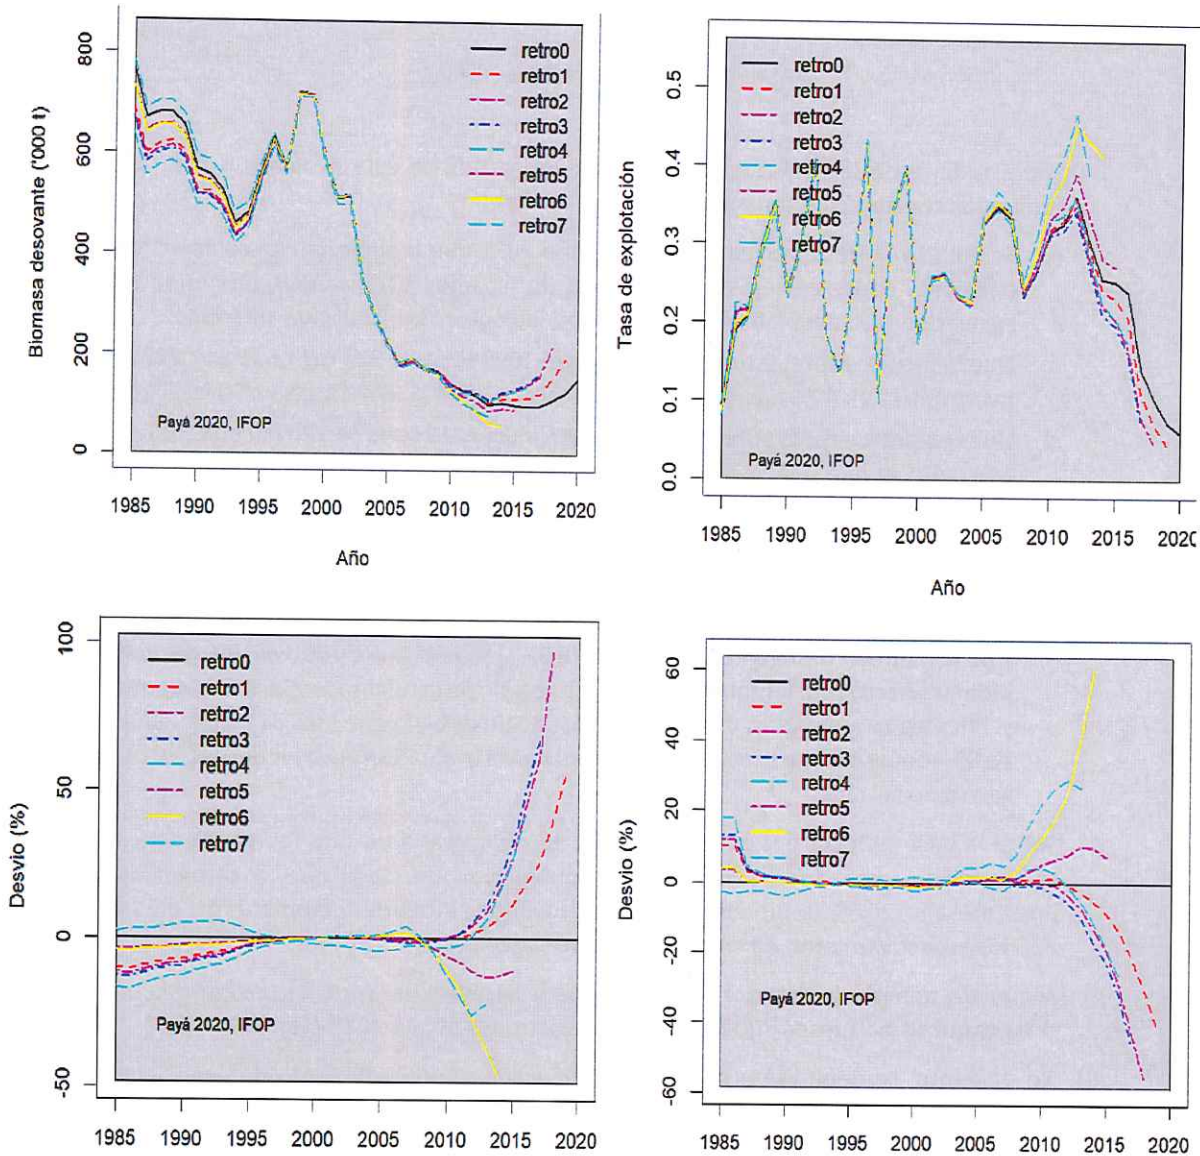 Biomasa desovante ('000 t)
800
600
400
200
0
retro0
retro1
retro2
retro3
retro4
retro5
retro6
retro7
Payá 2020, IFOP
1985 1990 1995 2000 2005 2010 2015 2020
Año
Tasa de explotación
0.5
0.4
0.3
0.2
0.1
0.0
retro0
retro1
retro2
retro3
retro4
retro5
retro6
retro7
Payá 2020, IFOP
1985 1990 1995 2000 2005 2010 2015 2020
Año
Desvio (%)
100
50
0
-50
retro0
retro1
retro2
retro3
retro4
retro5
retro6
retro7
Payá 2020, IFOP
1985 1990 1995 2000 2005 2010 2015 2020
Desvio (%)
60
40
20
0
-20
-40
-60
retro0
retro1
retro2
retro3
retro4
retro5
retro6
retro7
Payá 2020, IFOP
1985 1990 1995 2000 2005 2010 2015 2020